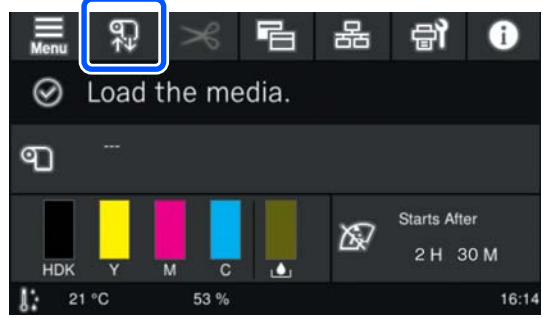 Menu
Load the media.
---
HDK Y M C
Starts After
2 H 30 M
21 °C 53 % 16:14